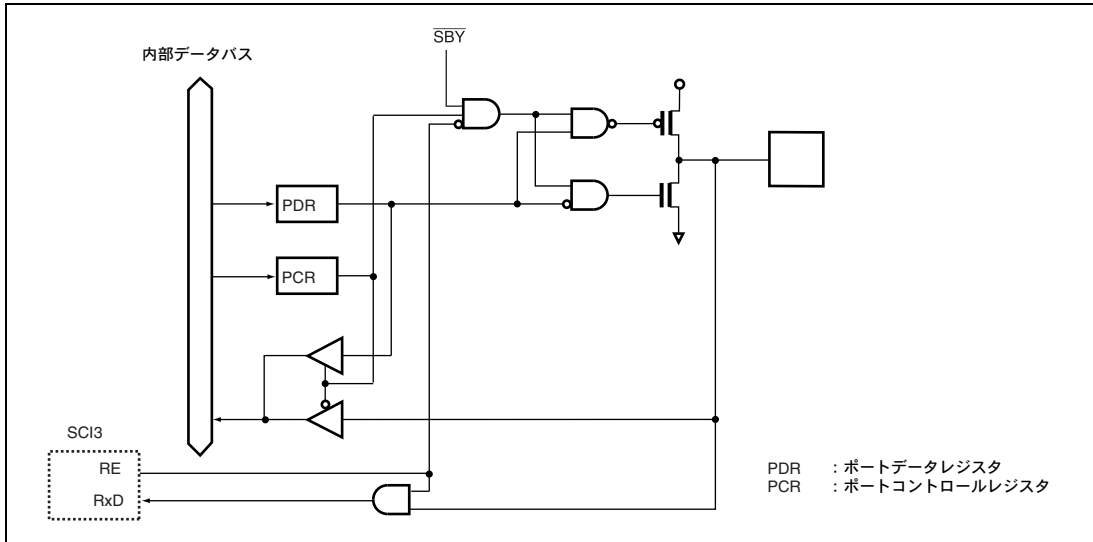 SBY
内部データバス
PDR
PCR
SCI3
RE
RxD
PDR : ポートデータレジスタ
PCR : ポートコントロールレジスタ